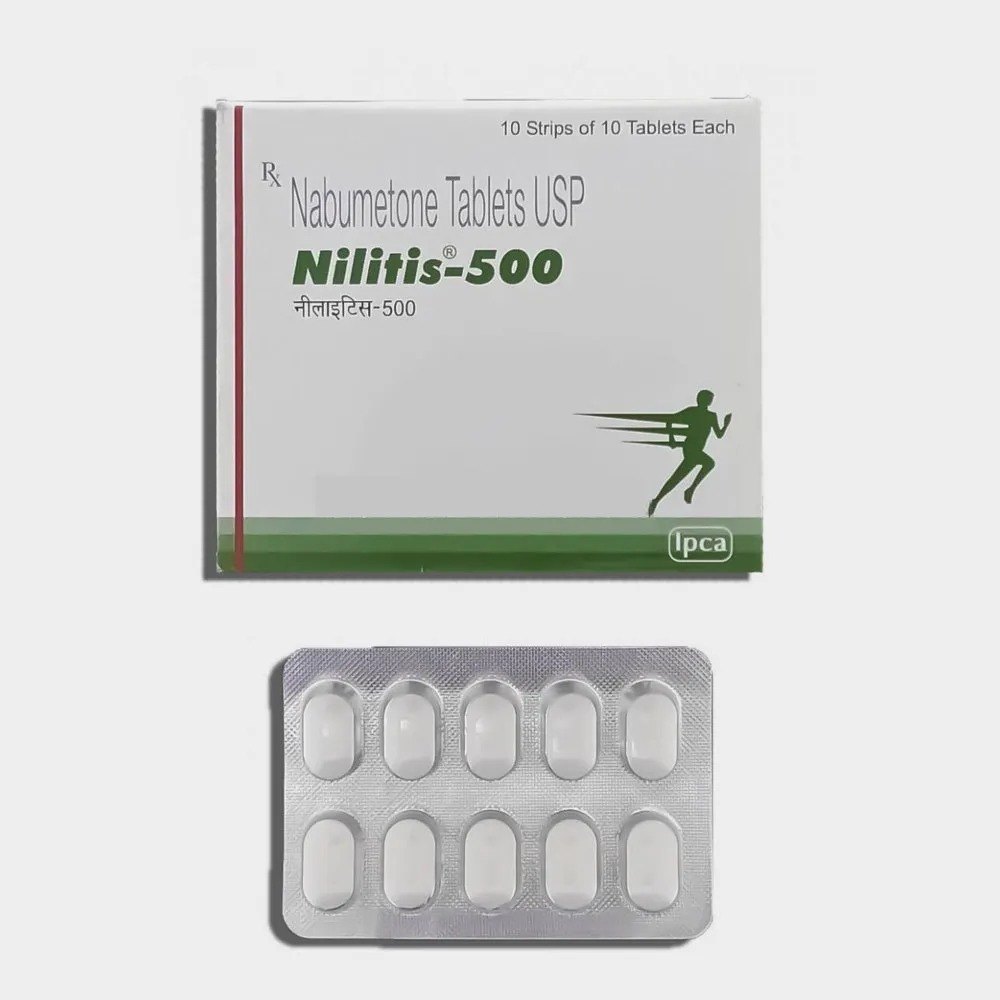 10 Strips of 10 Tablets Each
Rx Nabumetone Tablets USP
Nilitis®-500
नीलाइटिस-500
Ipca